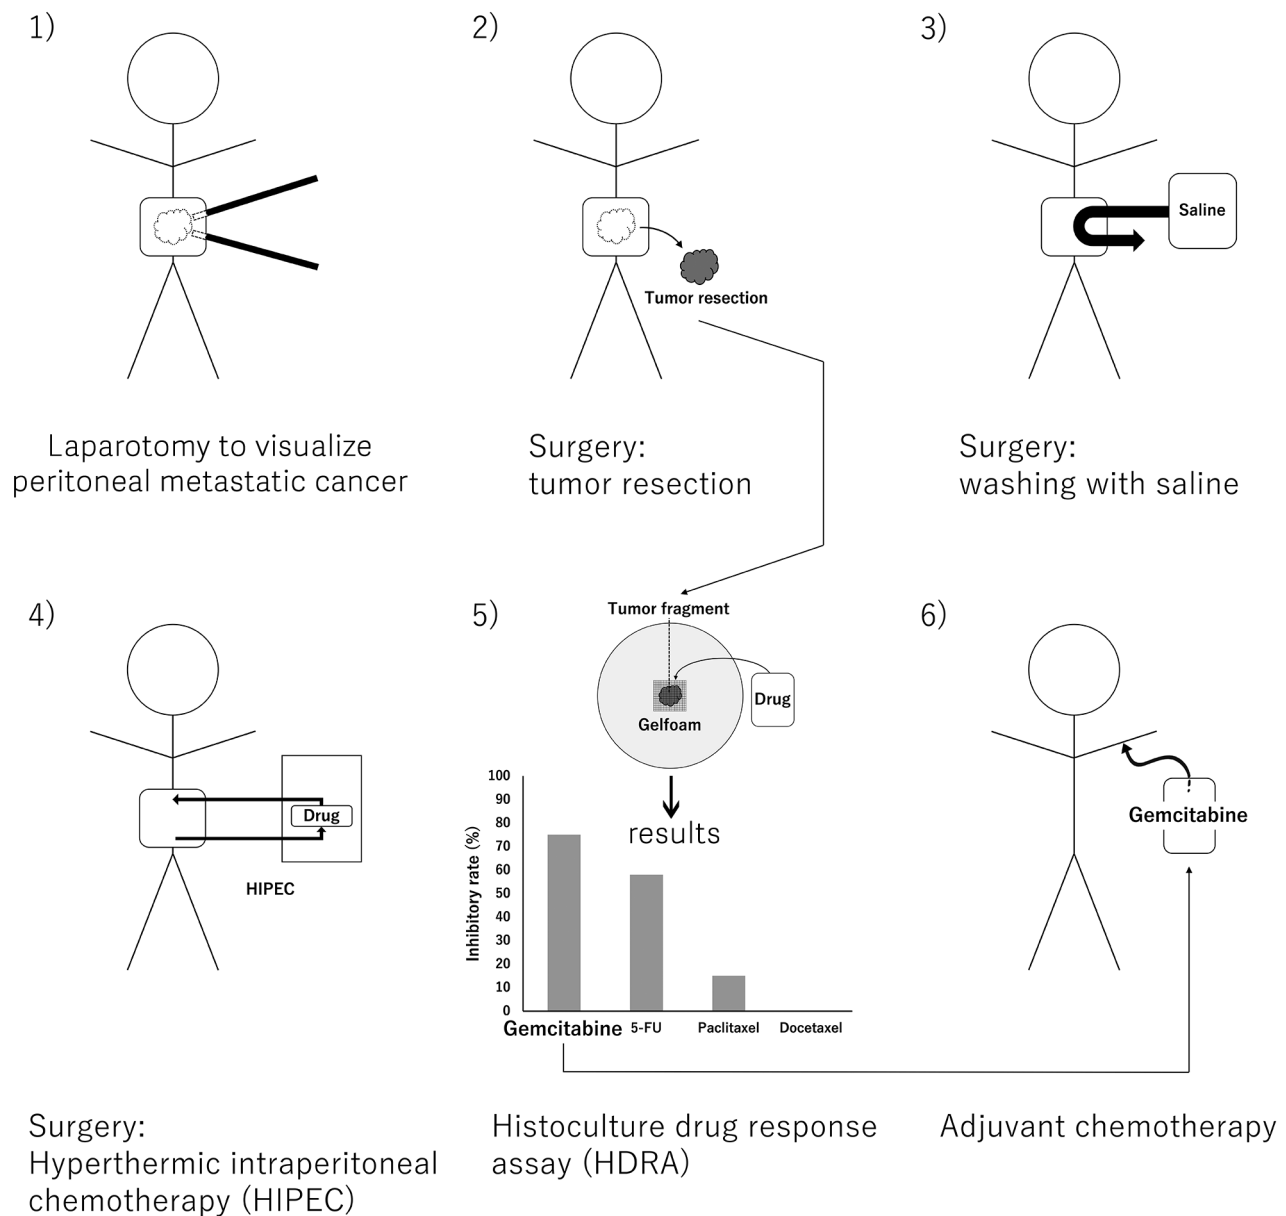 1)
Laparotomy to visualize
peritoneal metastatic cancer
2)
Tumor resection
Surgery:
tumor resection
3)
Saline
Surgery:
washing with saline
4)
Drug
HIPEC
Surgery:
Hyperthermic intraperitoneal
chemotherapy (HIPEC)
5)
Tumor fragment
Drug
Gelfoam
results
Inhibitory rate (%)
100
90
80
70
60
50
40
30
20
10
0
Gemcitabine 5-FU Paclitaxel Docetaxel
Histoculture drug response
assay (HDRA)
6)
Gemcitabine
Adjuvant chemotherapy